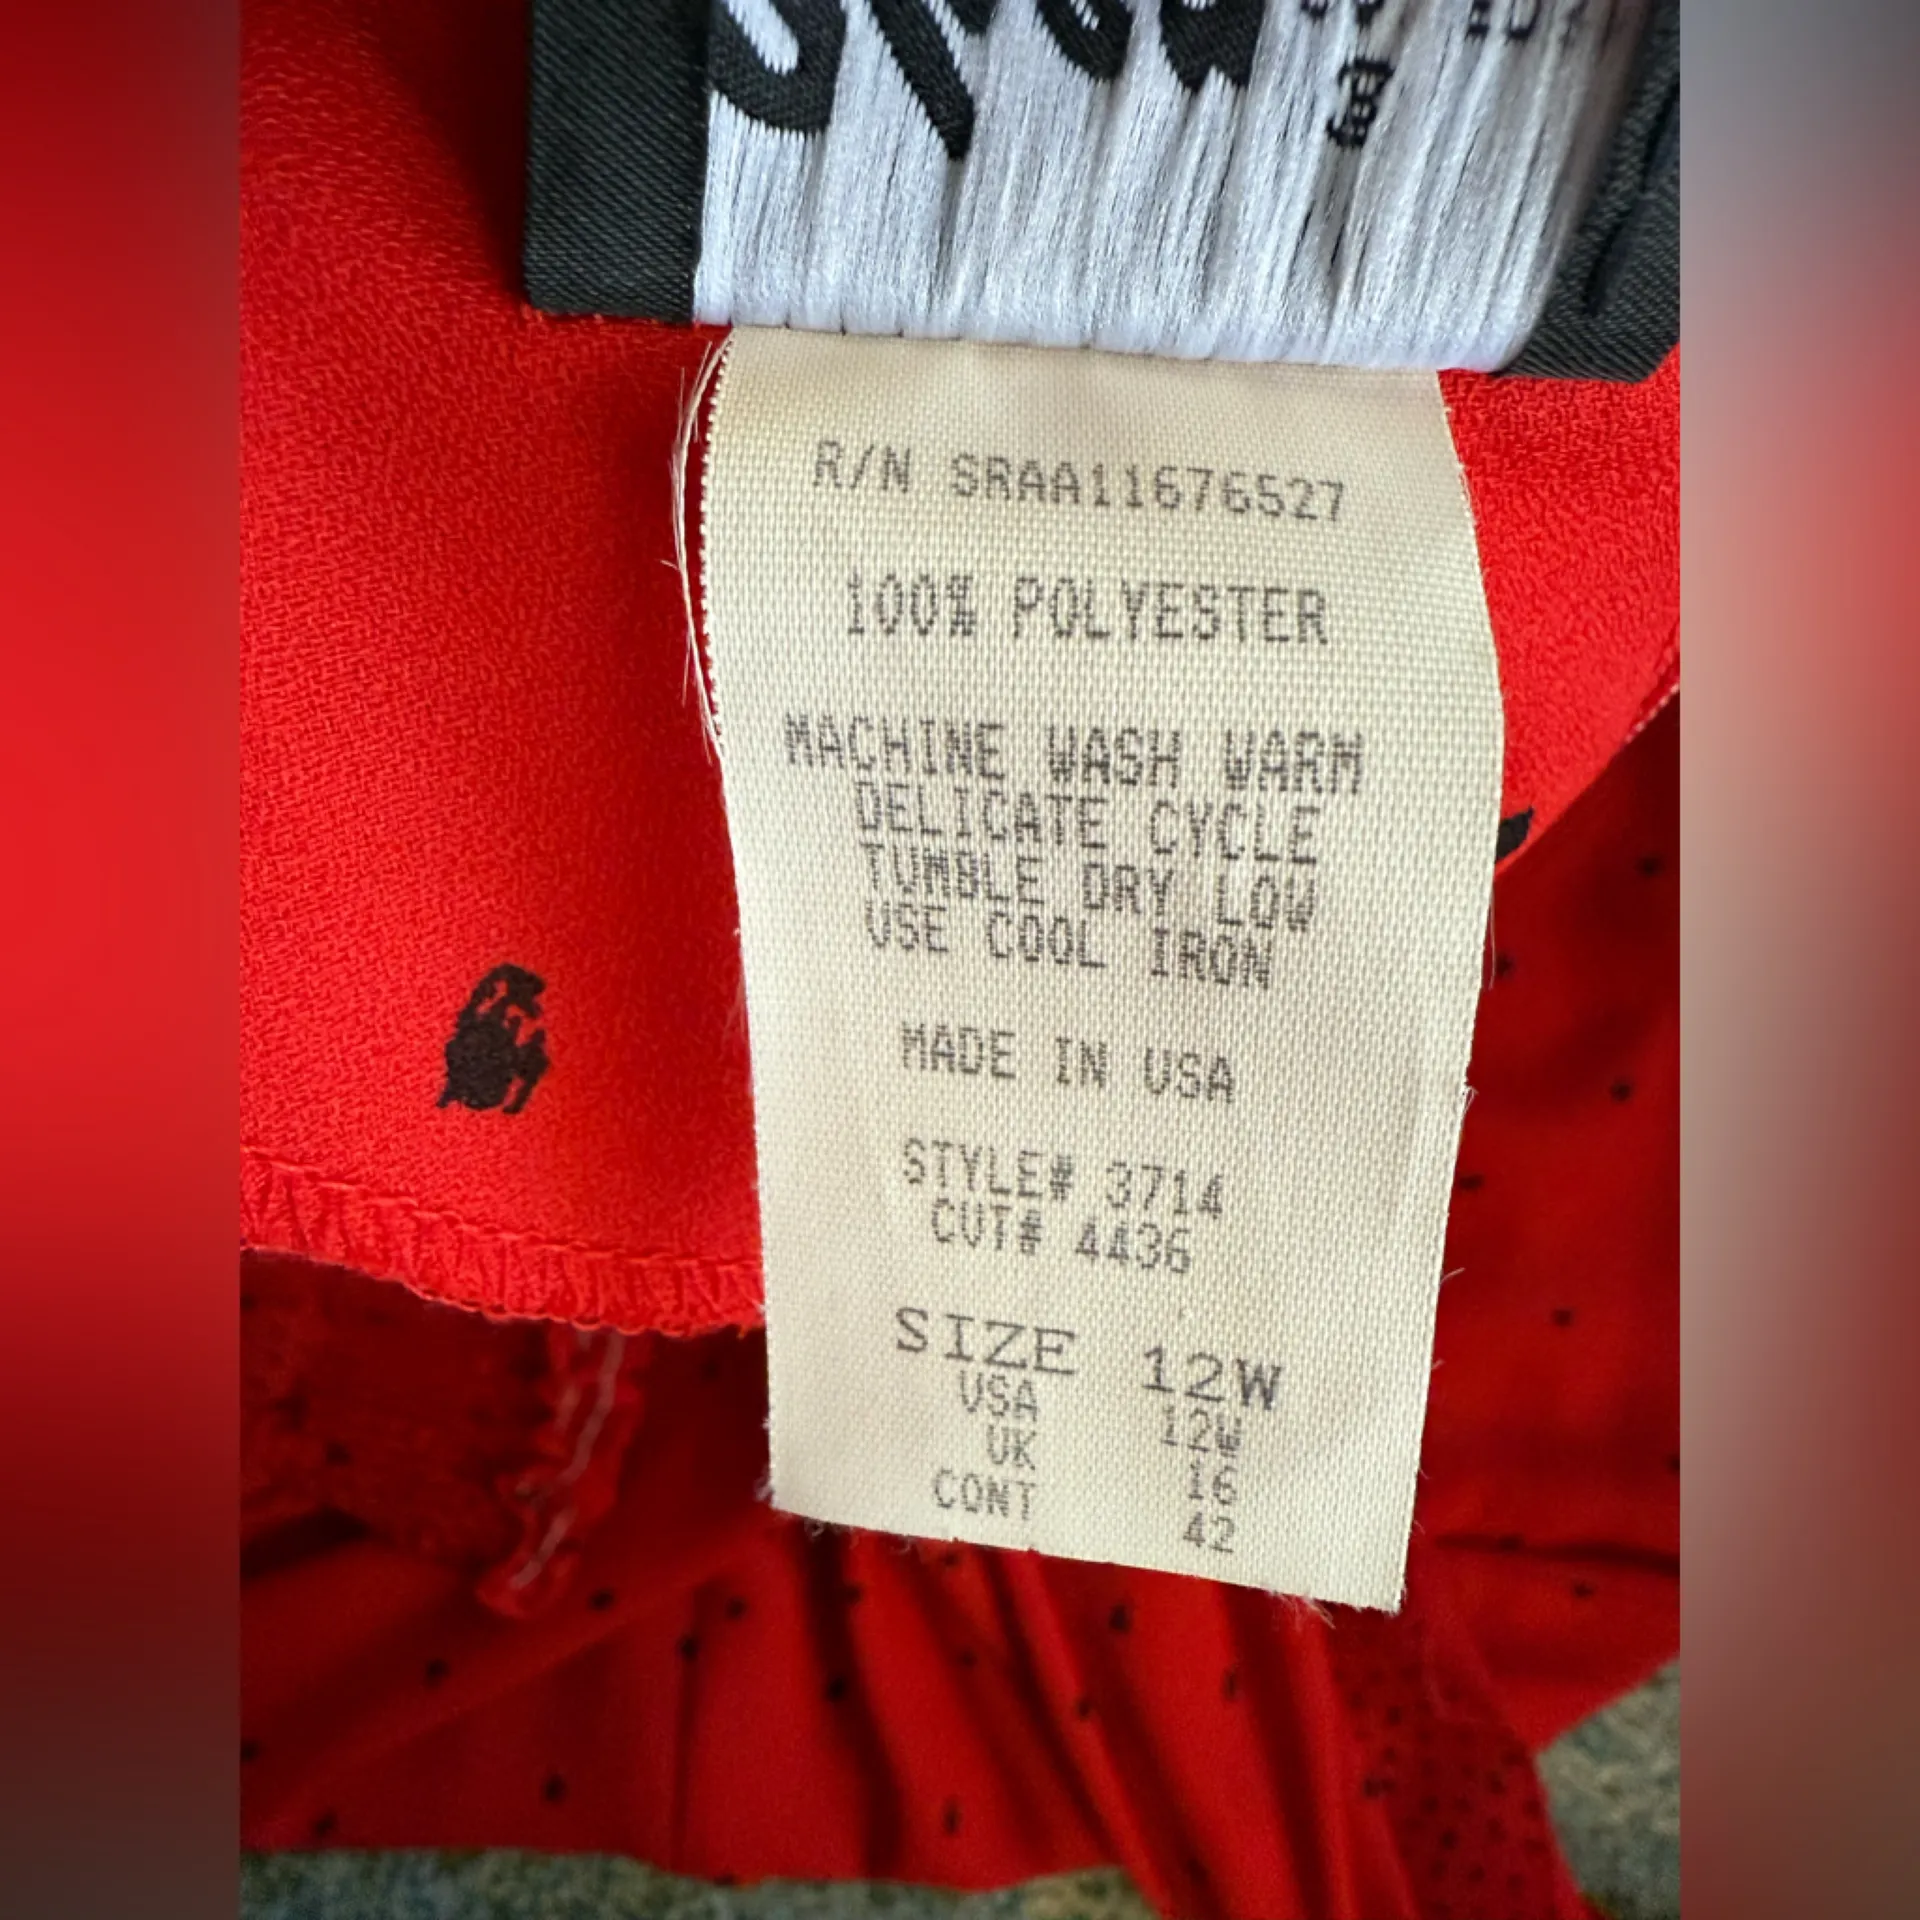 R/N SRAA11676527
100% POLYESTER
MACHINE WASH WARM
DELICATE CYCLE
TUMBLE DRY LOW
USE COOL IRON
MADE IN USA
STYLE# 3714
CUT# 4436
SIZE 12W
USA 12W
UK 16
CONT 42